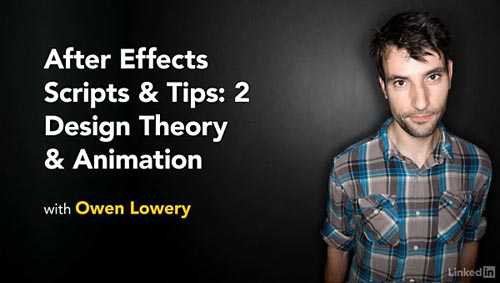 After Effects
Scripts & Tips: 2
Design Theory
& Animation
with Owen Lowery
Linked in